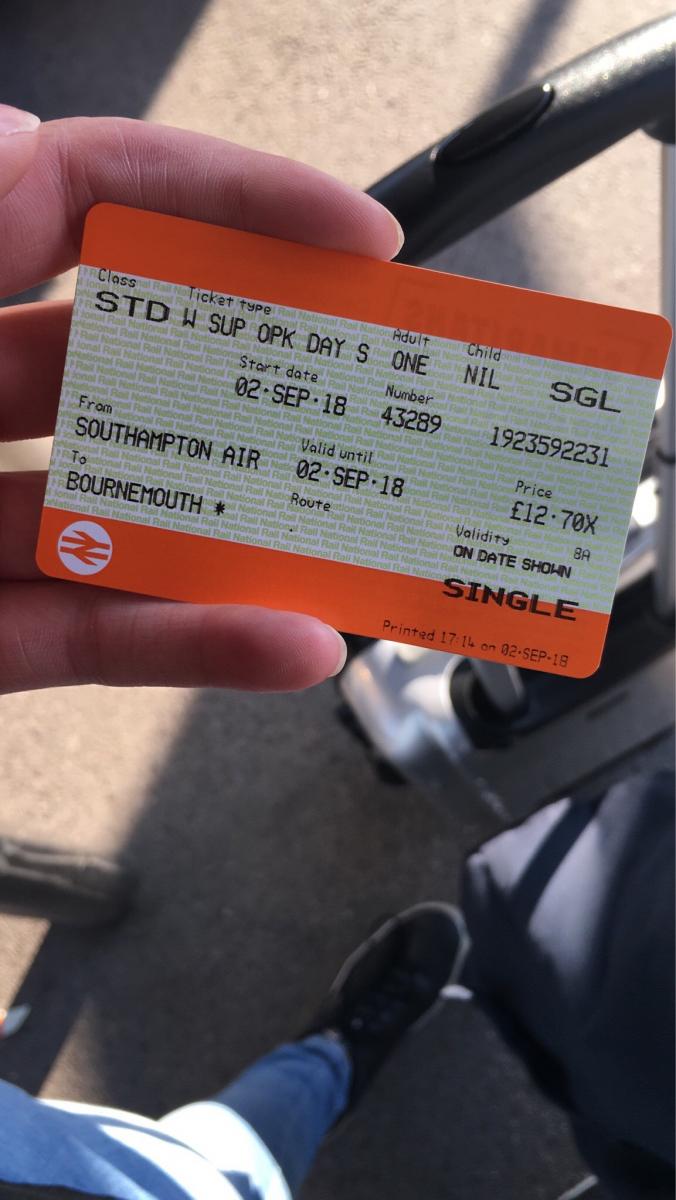 Class Ticket type Adult Child
STD W SUP OPK DAY S ONE NIL SGL
Start date Number
02·SEP·18 43289 1923592231
From Valid until Price
SOUTHAMPTON AIR 02·SEP·18 £12·70X
To Route Validity 8A
BOURNEMOUTH * · ON DATE SHOWN
SINGLE
Printed 17:14 on 02·SEP·18